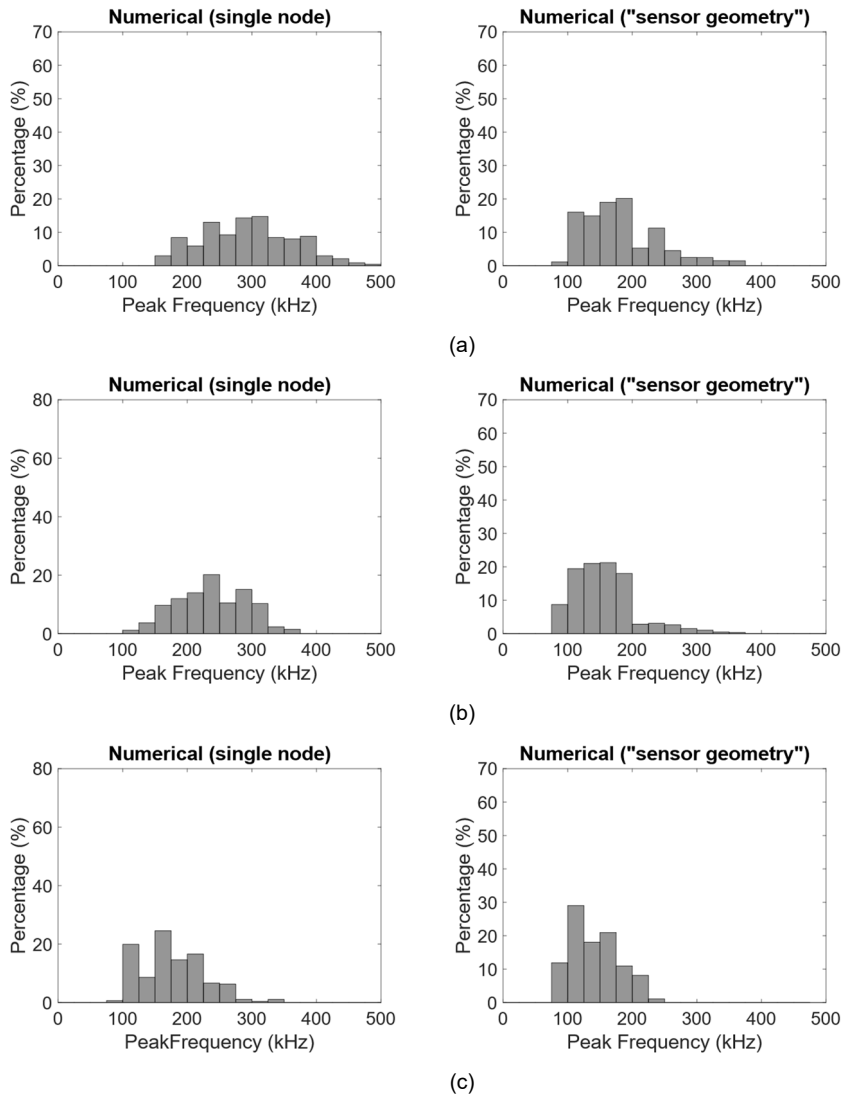 Numerical (single node)
70
60
50
40
30
20
10
0
Percentage (%)
0 100 200 300 400 500
Peak Frequency (kHz)
Numerical ("sensor geometry")
70
60
50
40
30
20
10
0
Percentage (%)
0 100 200 300 400 500
Peak Frequency (kHz)
(a)
Numerical (single node)
80
60
40
20
0
Percentage (%)
0 100 200 300 400 500
Peak Frequency (kHz)
Numerical ("sensor geometry")
70
60
50
40
30
20
10
0
Percentage (%)
0 100 200 300 400 500
Peak Frequency (kHz)
(b)
Numerical (single node)
80
60
40
20
0
Percentage (%)
0 100 200 300 400 500
PeakFrequency (kHz)
Numerical ("sensor geometry")
70
60
50
40
30
20
10
0
Percentage (%)
0 100 200 300 400 500
Peak Frequency (kHz)
(c)